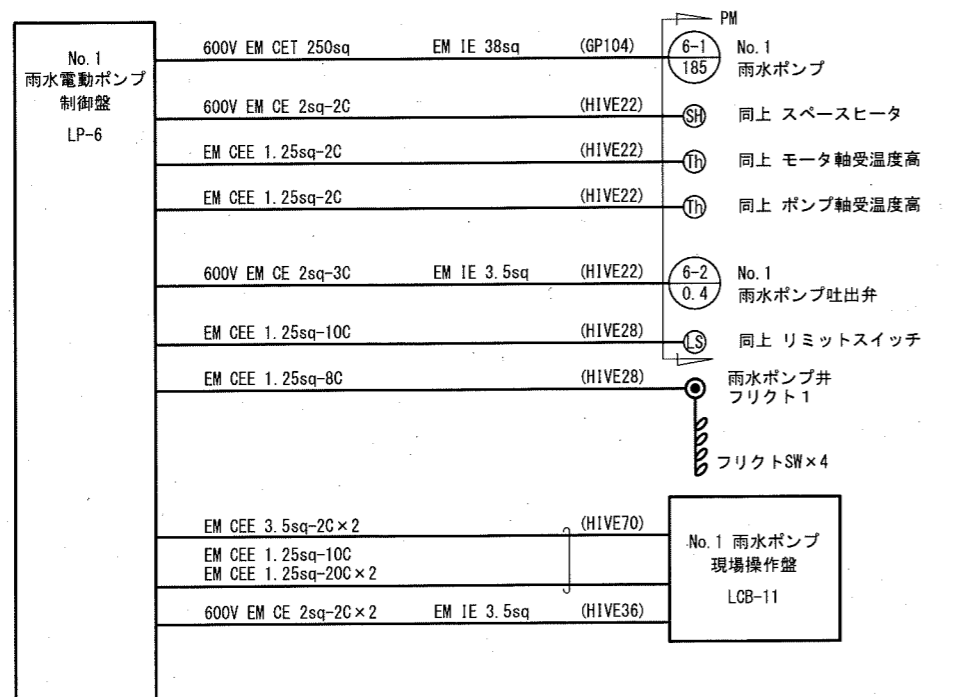 No.1
雨水電動ポンプ
制御盤
LP-6
PM
600V EM CET 250sq EM IE 38sq (GP104)
6-1
185
No.1
雨水ポンプ
600V EM CE 2sq-2C (HIVE22)
SH
同上 スペースヒータ
EM CEE 1.25sq-2C (HIVE22)
Th
同上 モータ軸受温度高
EM CEE 1.25sq-2C (HIVE22)
Th
同上 ポンプ軸受温度高
600V EM CE 2sq-3C EM IE 3.5sq (HIVE22)
6-2
0.4
No.1
雨水ポンプ吐出弁
EM CEE 1.25sq-10C (HIVE28)
LS
同上 リミットスイッチ
EM CEE 1.25sq-8C (HIVE28)
雨水ポンプ井
フリクト1
フリクトSW×4
EM CEE 3.5sq-2C×2 (HIVE70)
EM CEE 1.25sq-10C
EM CEE 1.25sq-20C×2
600V EM CE 2sq-2C×2 EM IE 3.5sq (HIVE36)
No.1 雨水ポンプ
現場操作盤
LCB-11